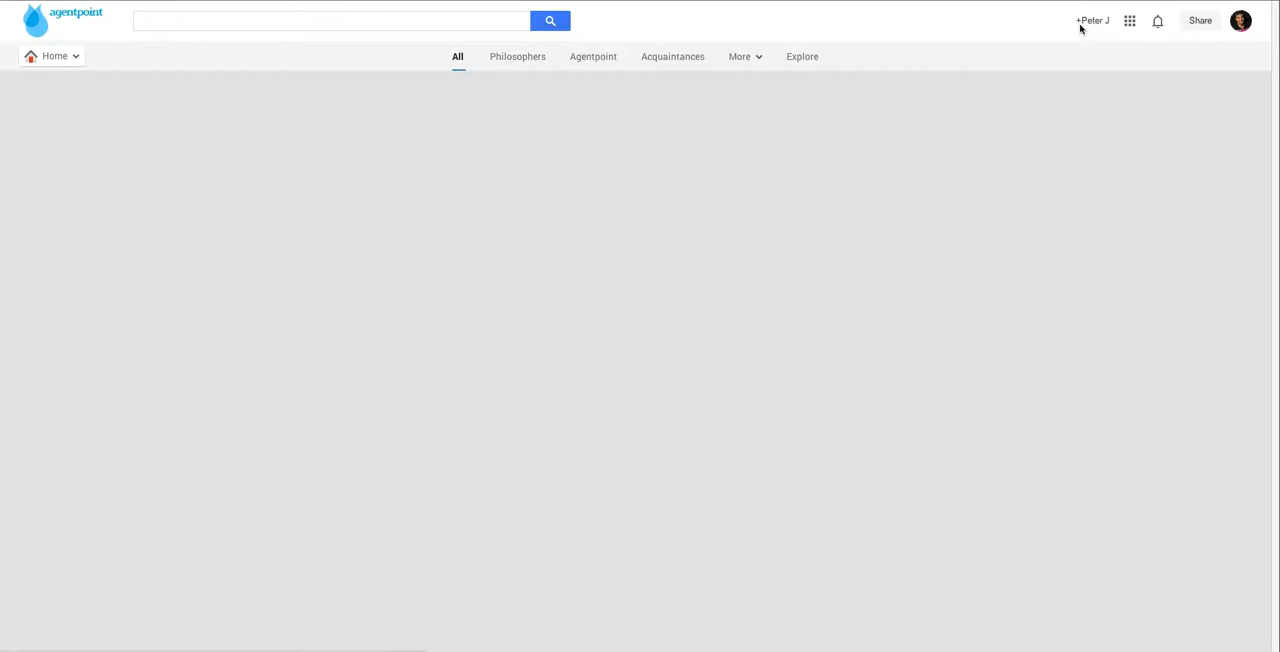 agentpoint
+Peter J
Share
Home
All
Philosophers
Agentpoint
Acquaintances
More
Explore